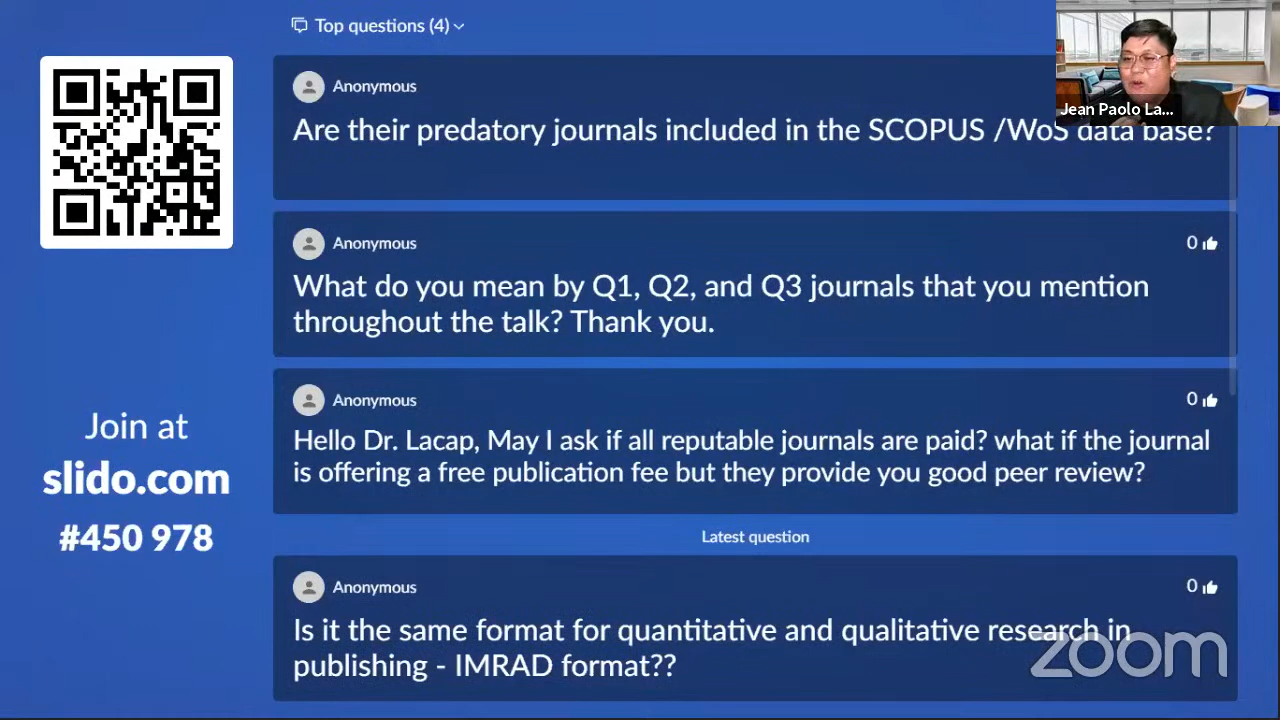 Top questions (4)
Jean Paolo La...
Anonymous
Are their predatory journals included in the SCOPUS /WoS data base?
Anonymous
0
What do you mean by Q1, Q2, and Q3 journals that you mention
throughout the talk? Thank you.
Anonymous
0
Hello Dr. Lacap, May I ask if all reputable journals are paid? what if the journal
is offering a free publication fee but they provide you good peer review?
Join at
slido.com
#450 978
Latest question
Anonymous
0
Is it the same format for quantitative and qualitative research in
publishing - IMRAD format??
zoom